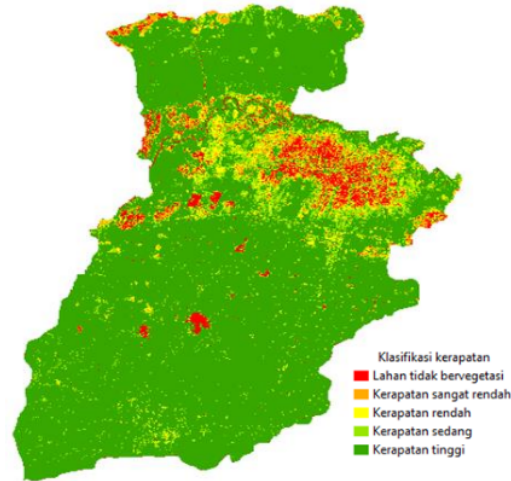 Klasifikasi kerapatan
Lahan tidak bervegetasi
Kerapatan sangat rendah
Kerapatan rendah
Kerapatan sedang
Kerapatan tinggi